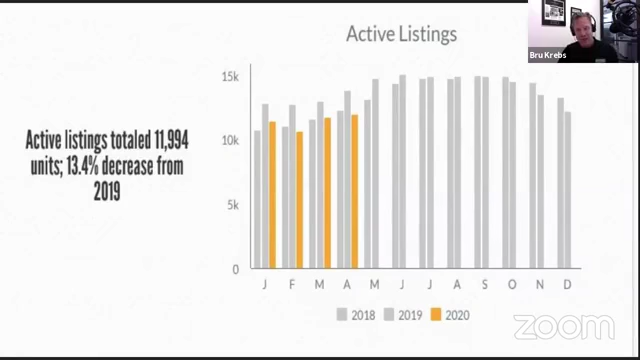 Active Listings
Bru Krebs
Active listings totaled 11,994
units; 13.4% decrease from
2019
15k
10k
5k
0
J F M A M J J A S O N D
2018 2019 2020
zoom